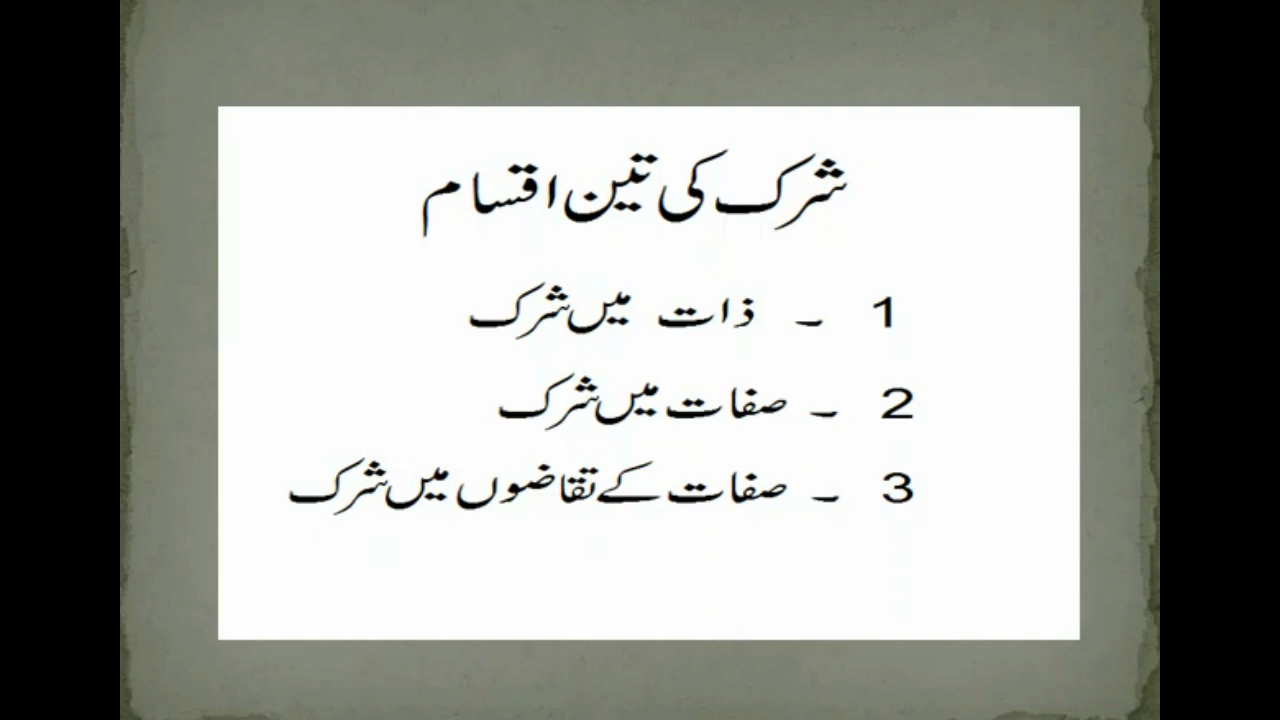 شرک کی تین اقسام
1 ۔ ذات میں شرک
2 ۔ صفات میں شرک
3 ۔ صفات کے تقاضوں میں شرک